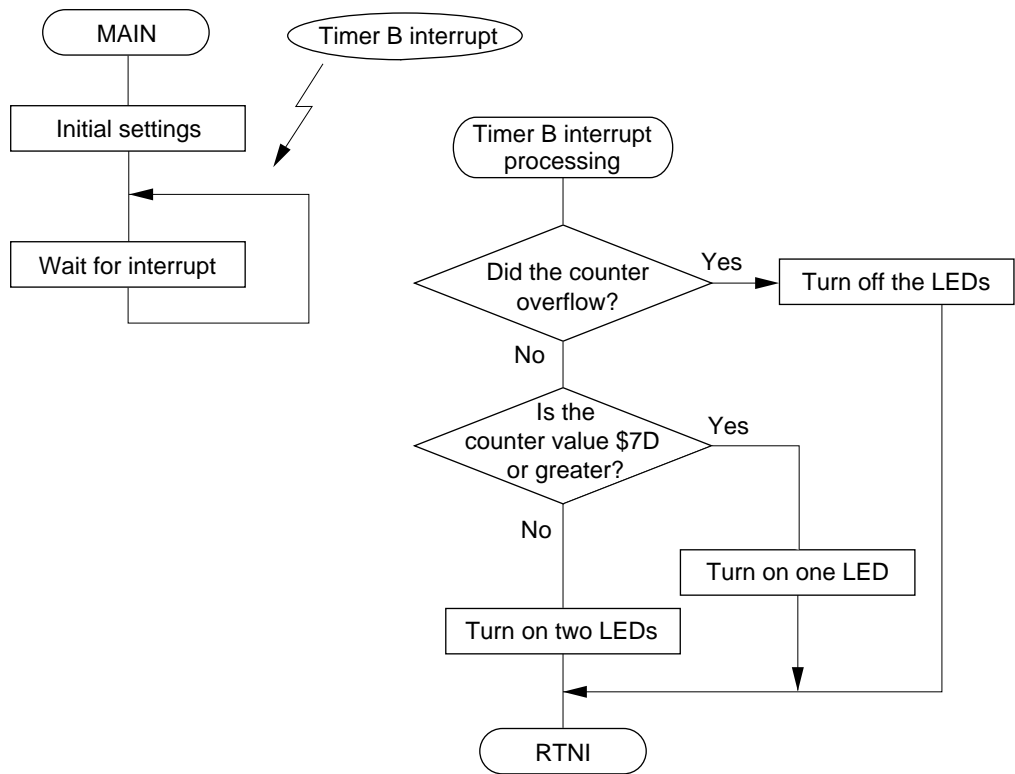 MAIN
Timer B interrupt
Initial settings
Wait for interrupt
Timer B interrupt
processing
Did the counter
overflow?
Yes
Turn off the LEDs
No
Is the
counter value $7D
or greater?
Yes
No
Turn on one LED
Turn on two LEDs
RTNI